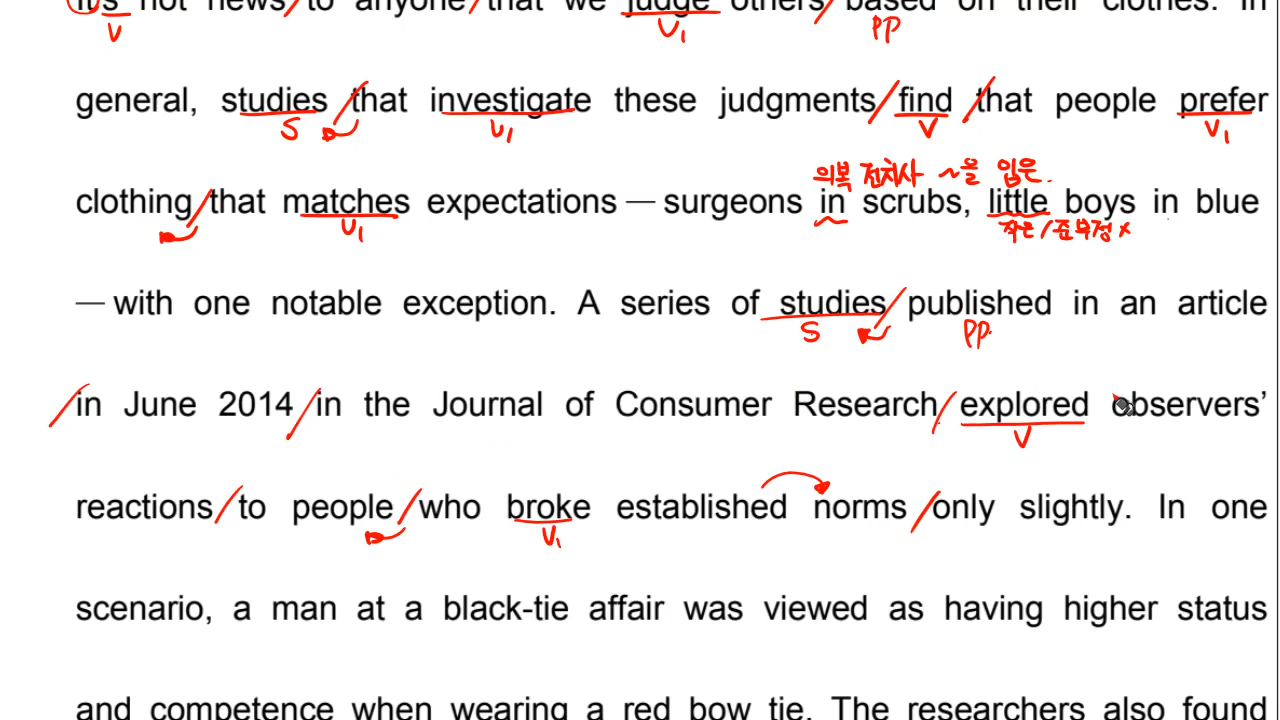 It's not news to anyone that we judge others based on their clothes. In
V V₁ PP
general, studies that investigate these judgments find that people prefer
S V₁ V V₁
의복 전치사 ~을 입은.
clothing that matches expectations — surgeons in scrubs, little boys in blue
V₁ 작은/준부정 x
— with one notable exception. A series of studies published in an article
S PP.
in June 2014 in the Journal of Consumer Research explored observers’
V
reactions to people who broke established norms only slightly. In one
V₁
scenario, a man at a black-tie affair was viewed as having higher status
and competence when wearing a red bow tie. The researchers also found